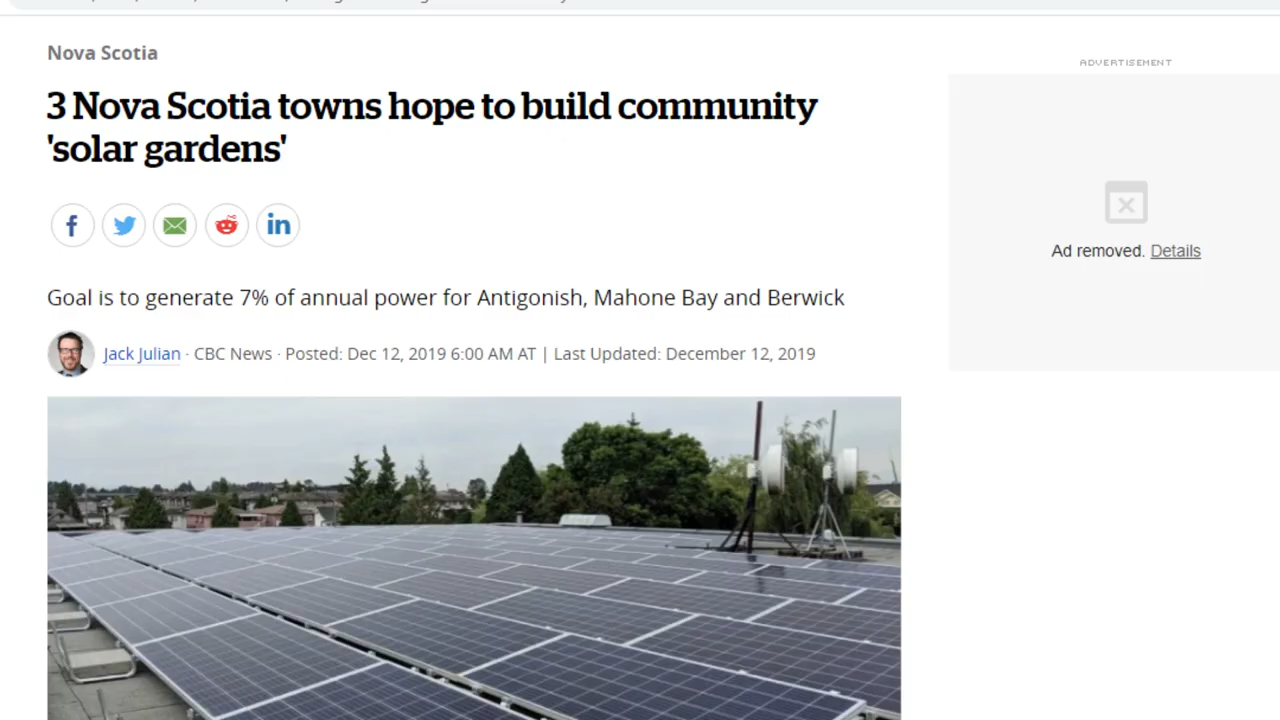 Nova Scotia
3 Nova Scotia towns hope to build community
'solar gardens'
Goal is to generate 7% of annual power for Antigonish, Mahone Bay and Berwick
Jack Julian · CBC News · Posted: Dec 12, 2019 6:00 AM AT | Last Updated: December 12, 2019
ADVERTISEMENT
Ad removed. Details